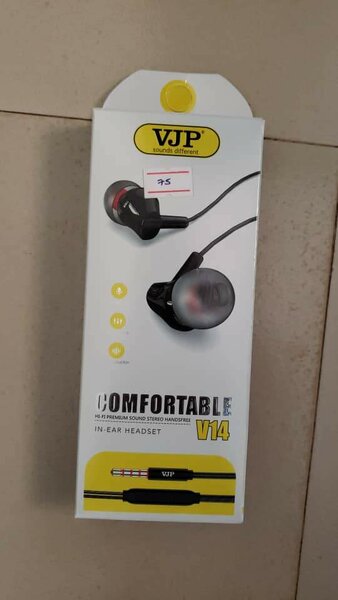 VJP®
sounds different
75
COMFORTABLE
HI-FI PREMIUM SOUND STEREO HANDSFREE
IN-EAR HEADSET
V14
VJP